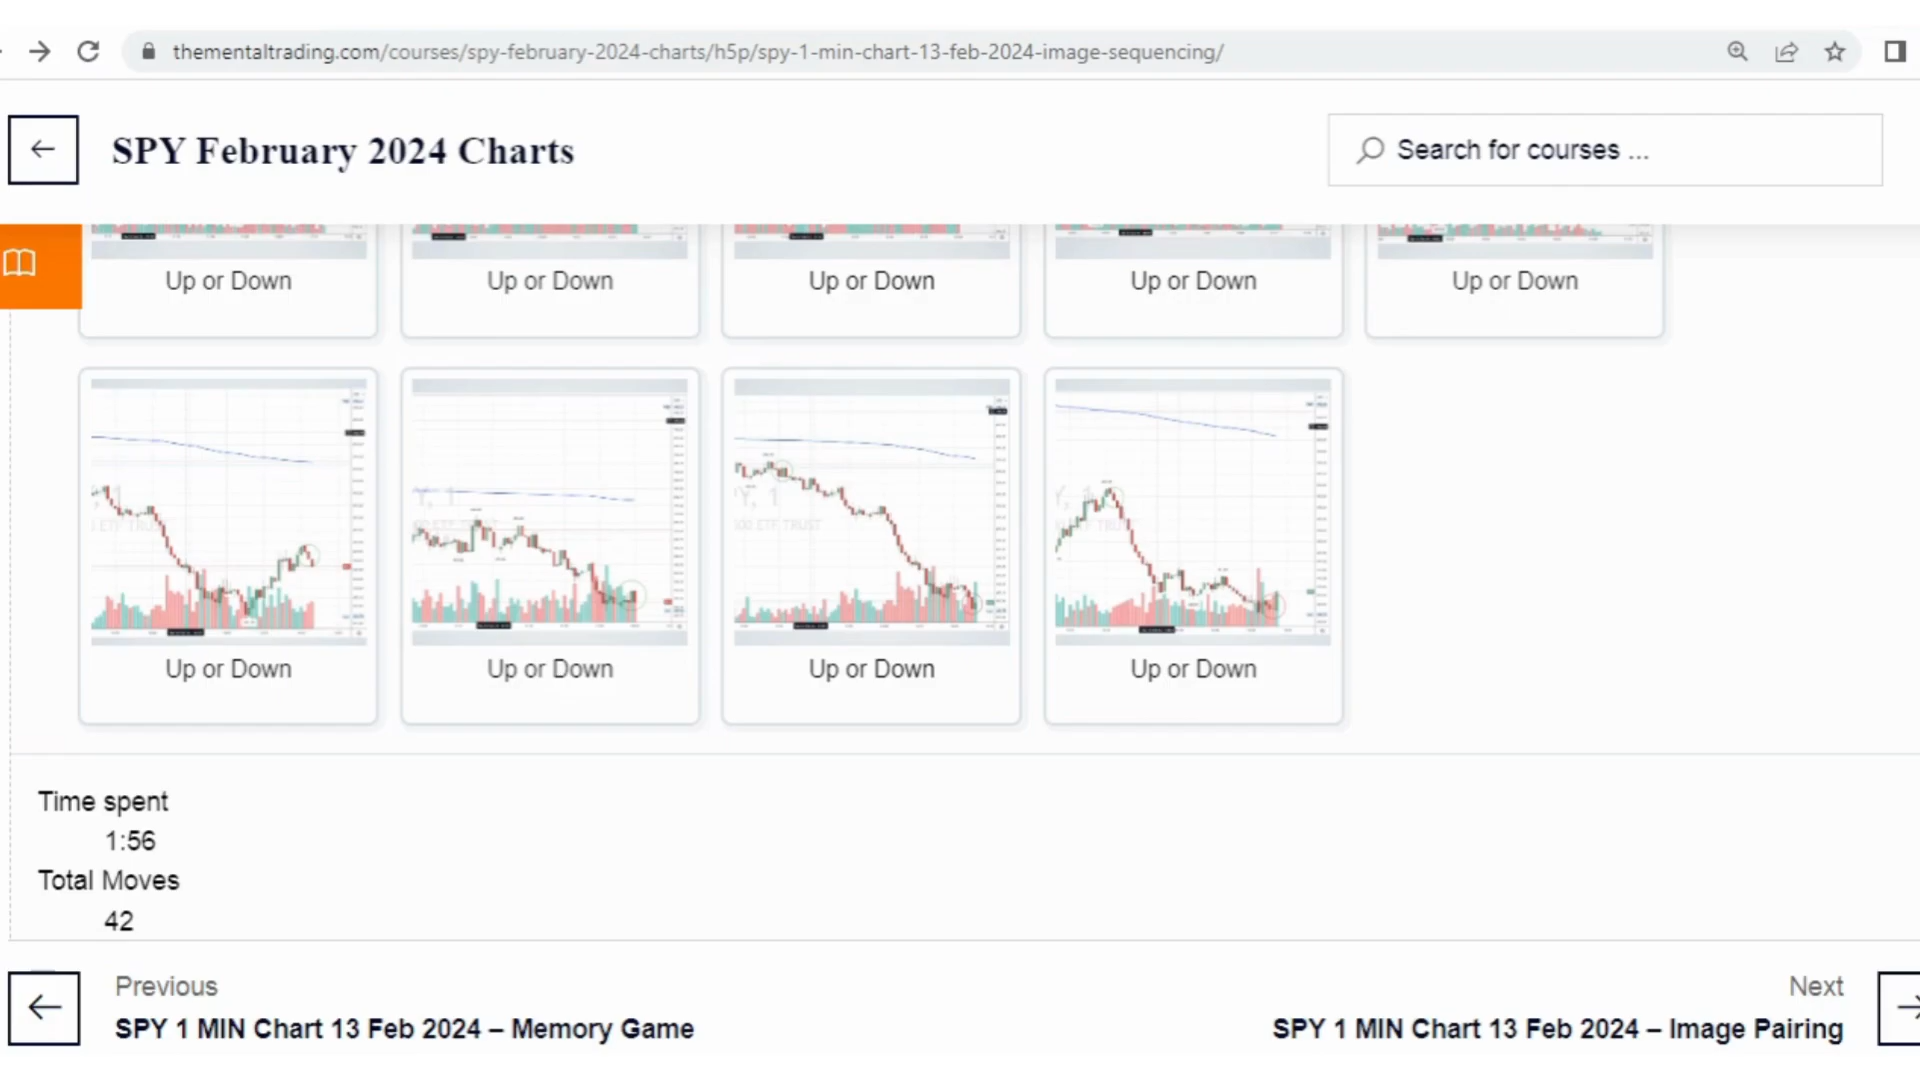 thementaltrading.com/courses/spy-february-2024-charts/h5p/spy-1-min-chart-13-feb-2024-image-sequencing/
SPY February 2024 Charts
Search for courses ...
Up or Down
Up or Down
Up or Down
Up or Down
Up or Down
Up or Down
Up or Down
Up or Down
Up or Down
Time spent
1:56
Total Moves
42
Previous
Next
SPY 1 MIN Chart 13 Feb 2024 – Memory Game
SPY 1 MIN Chart 13 Feb 2024 – Image Pairing